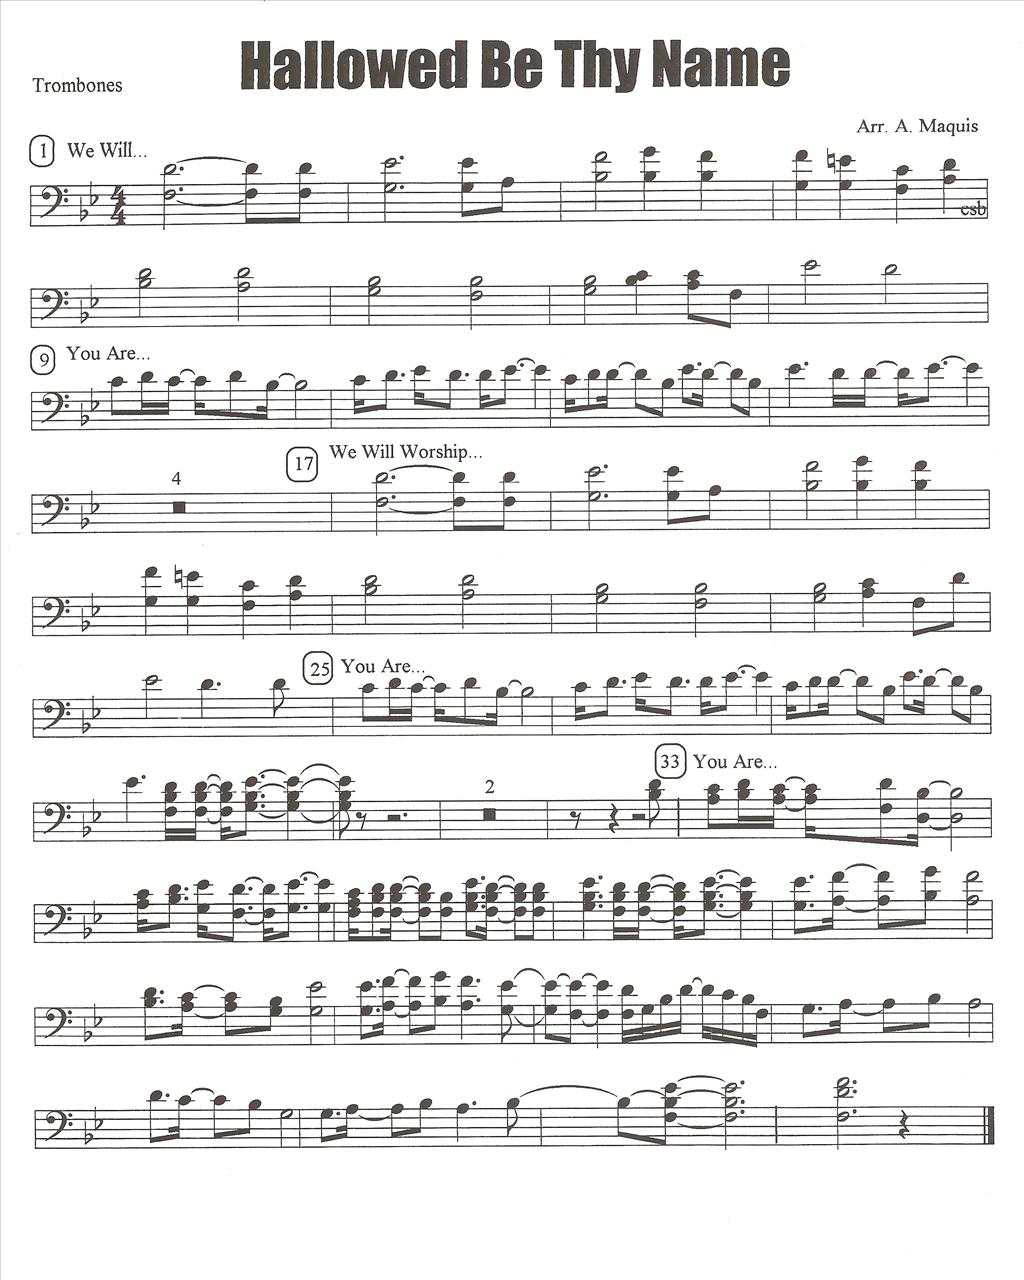 Hallowed Be Thy Name
Trombones
Arr. A. Maquis
1 We Will...
4
4
csb
9 You Are...
4
17 We Will Worship...
25 You Are...
2
33 You Are...